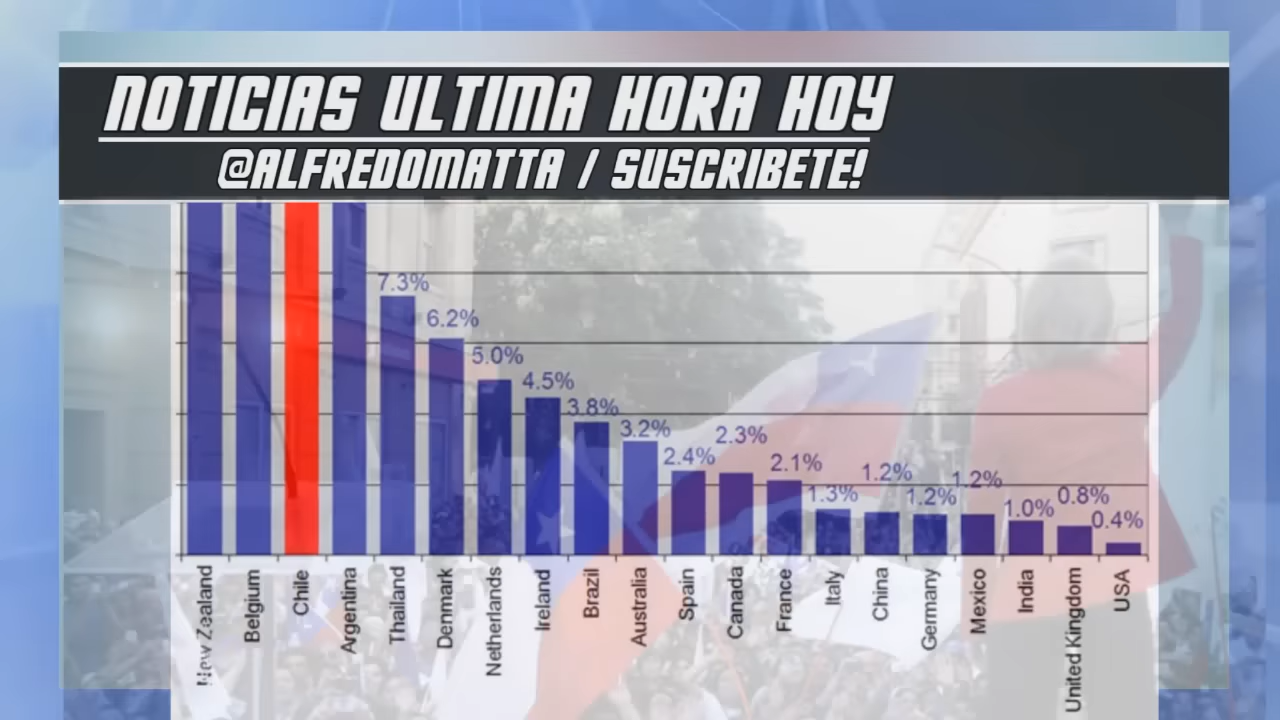 NOTICIAS ULTIMA HORA HOY
@ALFREDOMATTA / SUSCRIBETE!
7.3%
6.2%
5.0%
4.5%
3.8%
3.2%
2.4%
2.3%
2.1%
1.3%
1.2%
1.2%
1.2%
1.0%
0.8%
0.4%
New Zealand
Belgium
Chile
Argentina
Thailand
Denmark
Netherlands
Ireland
Brazil
Australia
Spain
Canada
France
Italy
China
Germany
Mexico
India
United Kingdom
USA